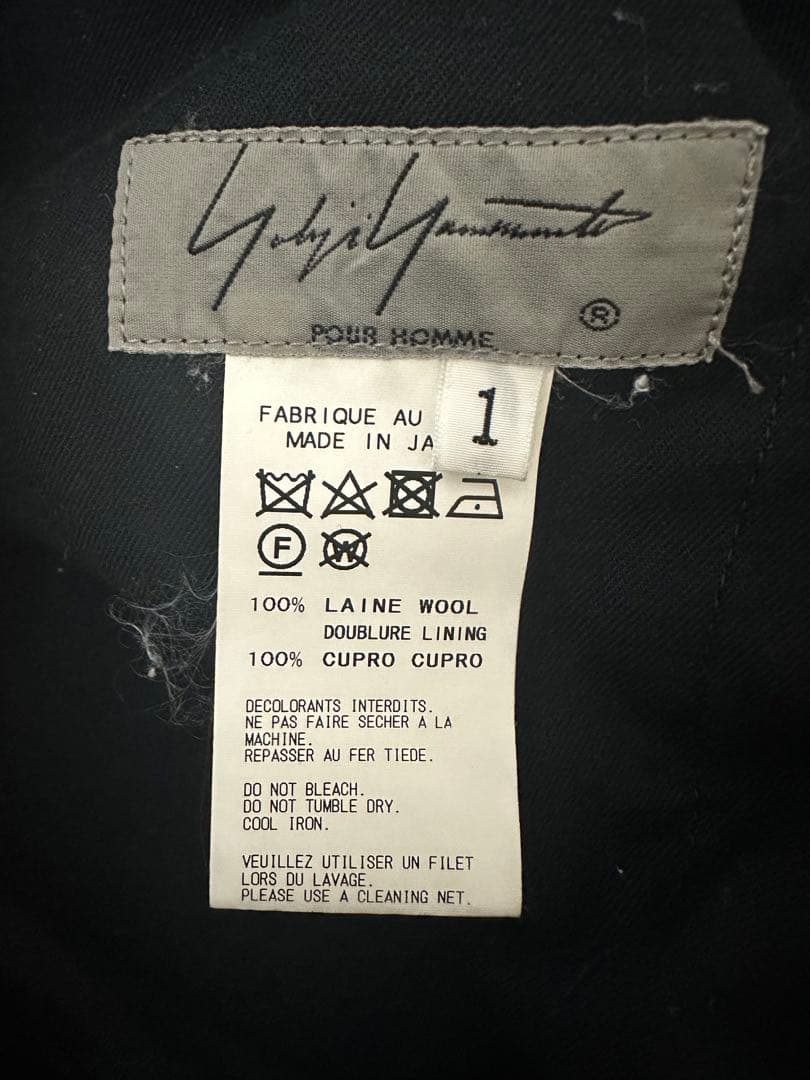 Yohji Yamamoto
®
POUR HOMME
1
FABRIQUE AU
MADE IN JA
F
W
100% LAINE WOOL
DOUBLURE LINING
100% CUPRO CUPRO
DECOLORANTS INTERDITS.
NE PAS FAIRE SECHER A LA
MACHINE.
REPASSER AU FER TIEDE.
DO NOT BLEACH.
DO NOT TUMBLE DRY.
COOL IRON.
VEUILLEZ UTILISER UN FILET
LORS DU LAVAGE.
PLEASE USE A CLEANING NET.